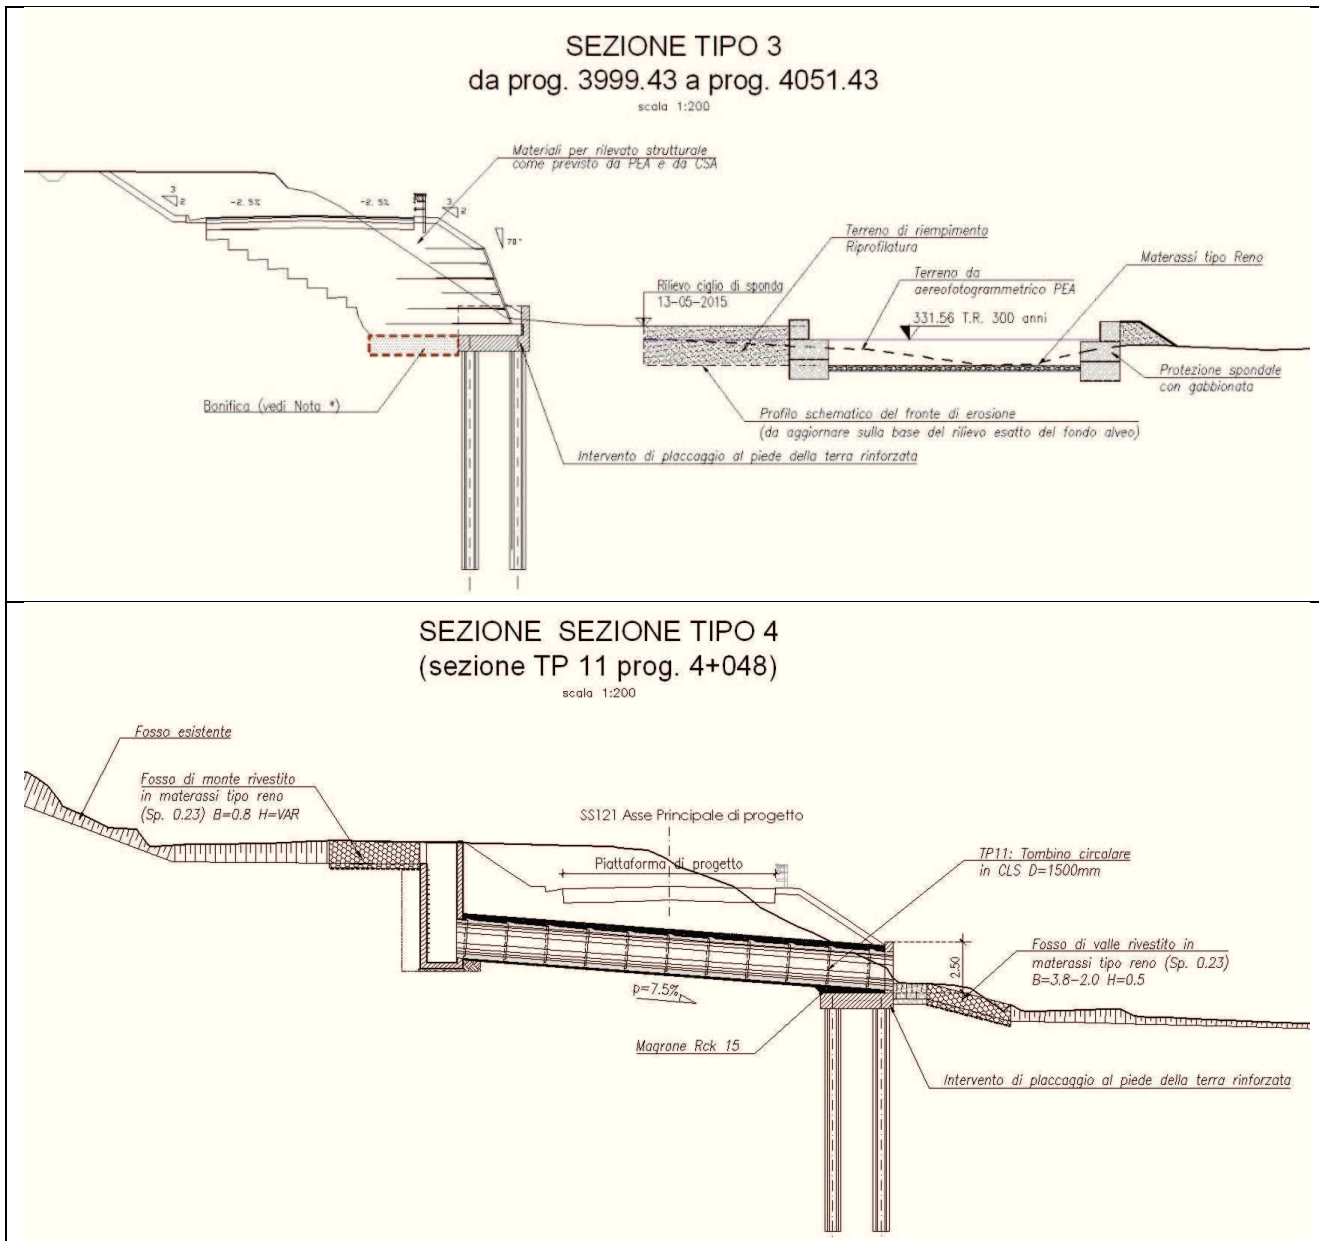 SEZIONE TIPO 3
da prog. 3999.43 a prog. 4051.43
scala 1:200
Materiali per rilevato strutturale
come previsto da PEA e da CSA
3
2
-2.5%
-2.5%
3
2
70°
Terreno di riempimento
Riprofilatura
Terreno da
aereofotogrammetrico PEA
Materassi tipo Reno
Rilievo ciglio di sponda
13-05-2015
331.56 T.R. 300 anni
Protezione spondale
con gabbionata
Bonifica (vedi Nota *)
Profilo schematico del fronte di erosione
(da aggiornare sulla base del rilievo esatto del fondo alveo)
Intervento di placcaggio al piede della terra rinforzata
SEZIONE SEZIONE TIPO 4
(sezione TP 11 prog. 4+048)
scala 1:200
Fosso esistente
Fosso di monte rivestito
in materassi tipo reno
(Sp. 0.23) B=0.8 H=VAR
SS121 Asse Principale di progetto
Piattaforma di progetto
TP11: Tombino circolare
in CLS D=1500mm
2.50
Fosso di valle rivestito in
materassi tipo reno (Sp. 0.23)
B=3.8-2.0 H=0.5
p=7.5%
Magrone Rck 15
Intervento di placcaggio al piede della terra rinforzata